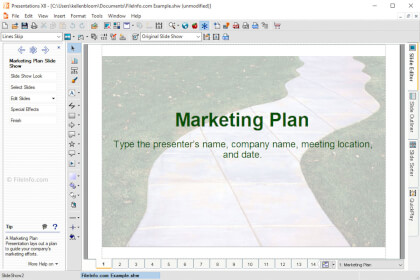 Presentations X8 - [C:\Users\kellenbloom\Documents\FileInfo.com Example.shw (unmodified)]
File Edit View Insert Format Tools Slide Show Window Help
Lines Skip
Original Slide Show
Marketing Plan Slide
Show
Slide Show Look
Select Slides
Edit Slides
Special Effects
Finish
© FileInfo.com
Marketing Plan
Type the presenter's name, company name, meeting location,
and date.
Slide Editor
Slide Outliner
Slide Sorter
QuickPlay
Tip
A Marketing Plan
Presentation lays out a plan
to guide your company's
marketing efforts.
More Help on
1 2 3 4 5 6 7 8 9 10 11 12 13 14
1: Marketing Plan
Slide Show2
FileInfo.com Example.shw